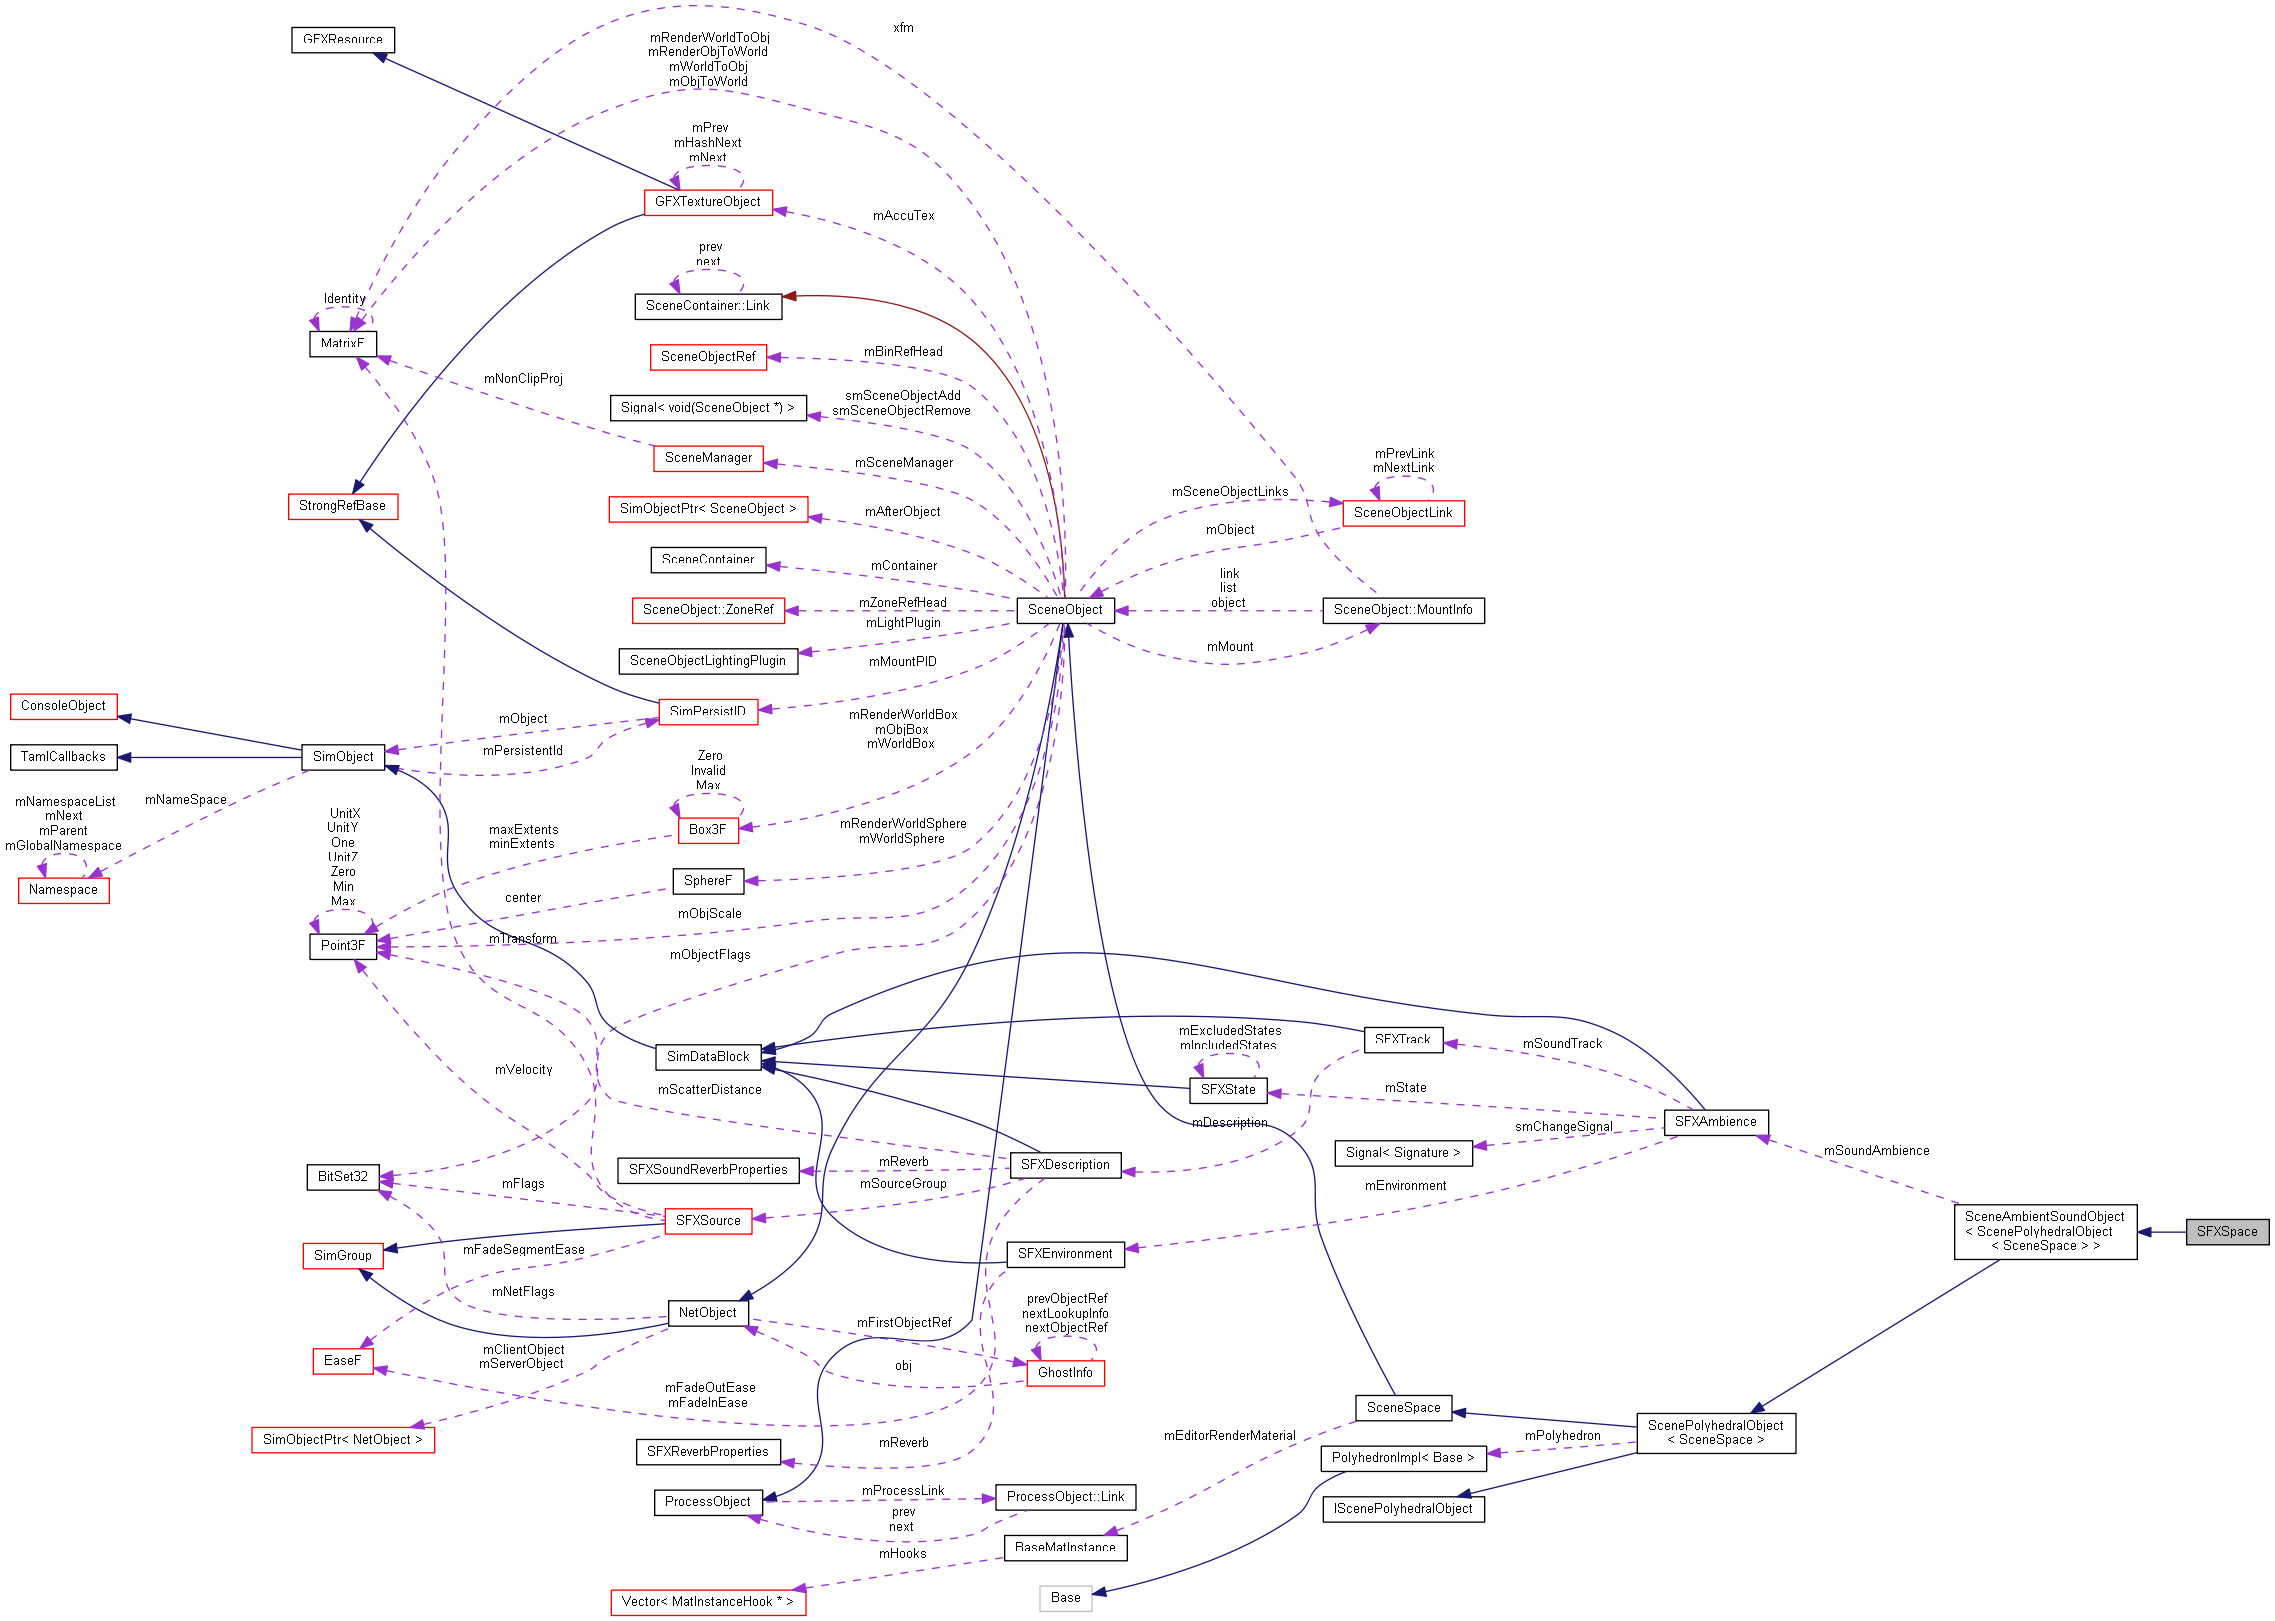 xfm
GFXResource
mRenderWorldToObj
mRenderObjToWorld
mWorldToObj
mObjToWorld
mPrev
mHashNext
mNext
GFXTextureObject
mAccuTex
prev
next
SceneContainer::Link
Identity
MatrixF
SceneObjectRef
mBinRefHead
mNonClipProj
Signal< void(SceneObject *) >
smSceneObjectAdd
smSceneObjectRemove
SceneManager
mSceneManager
mPrevLink
mNextLink
mSceneObjectLinks
SceneObjectLink
StrongRefBase
SimObjectPtr< SceneObject >
mAfterObject
mObject
SceneContainer
mContainer
link
list
object
SceneObject::ZoneRef
mZoneRefHead
SceneObject
SceneObject::MountInfo
mLightPlugin
mMount
SceneObjectLightingPlugin
mMountPID
ConsoleObject
SimPersistID
mObject
mPersistentId
TamlCallbacks
SimObject
mRenderWorldBox
mObjBox
mWorldBox
Zero
Invalid
Max
Box3F
mNameSpace
mNamespaceList
mNext
mParent
mGlobalNamespace
Namespace
UnitX
UnitY
One
UnitZ
Zero
Min
Max
Point3F
maxExtents
minExtents
mRenderWorldSphere
mWorldSphere
SphereF
center
mObjScale
mTransform
mObjectFlags
SimDataBlock
mVelocity
mScatterDistance
mExcludedStates
mIncludedStates
SFXState
SFXTrack
mSoundTrack
mState
mDescription
smChangeSignal
SFXAmbience
Signal< Signature >
mSoundAmbience
BitSet32
SFXSoundReverbProperties
mReverb
SFXDescription
mSourceGroup
mFlags
SFXSource
mEnvironment
SceneAmbientSoundObject
< ScenePolyhedralObject
< SceneSpace > >
SFXSpace
SimGroup
mFadeSegmentEase
SFXEnvironment
mNetFlags
NetObject
mFirstObjectRef
prevObjectRef
nextLookupInfo
nextObjectRef
GhostInfo
obj
EaseF
mClientObject
mServerObject
mFadeOutEase
mFadeInEase
SimObjectPtr< NetObject >
SFXReverbProperties
mReverb
SceneSpace
mEditorRenderMaterial
ScenePolyhedralObject
< SceneSpace >
mPolyhedron
PolyhedronImpl< Base >
IScenePolyhedralObject
ProcessObject
mProcessLink
ProcessObject::Link
prev
next
BaseMatInstance
mHooks
Vector< MatInstanceHook * >
Base